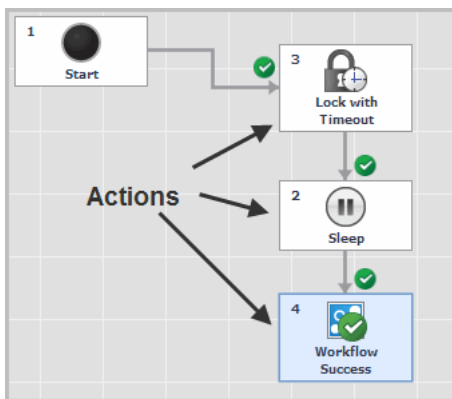 1
Start
3
Lock with
Timeout
Actions
2
Sleep
4
Workflow
Success